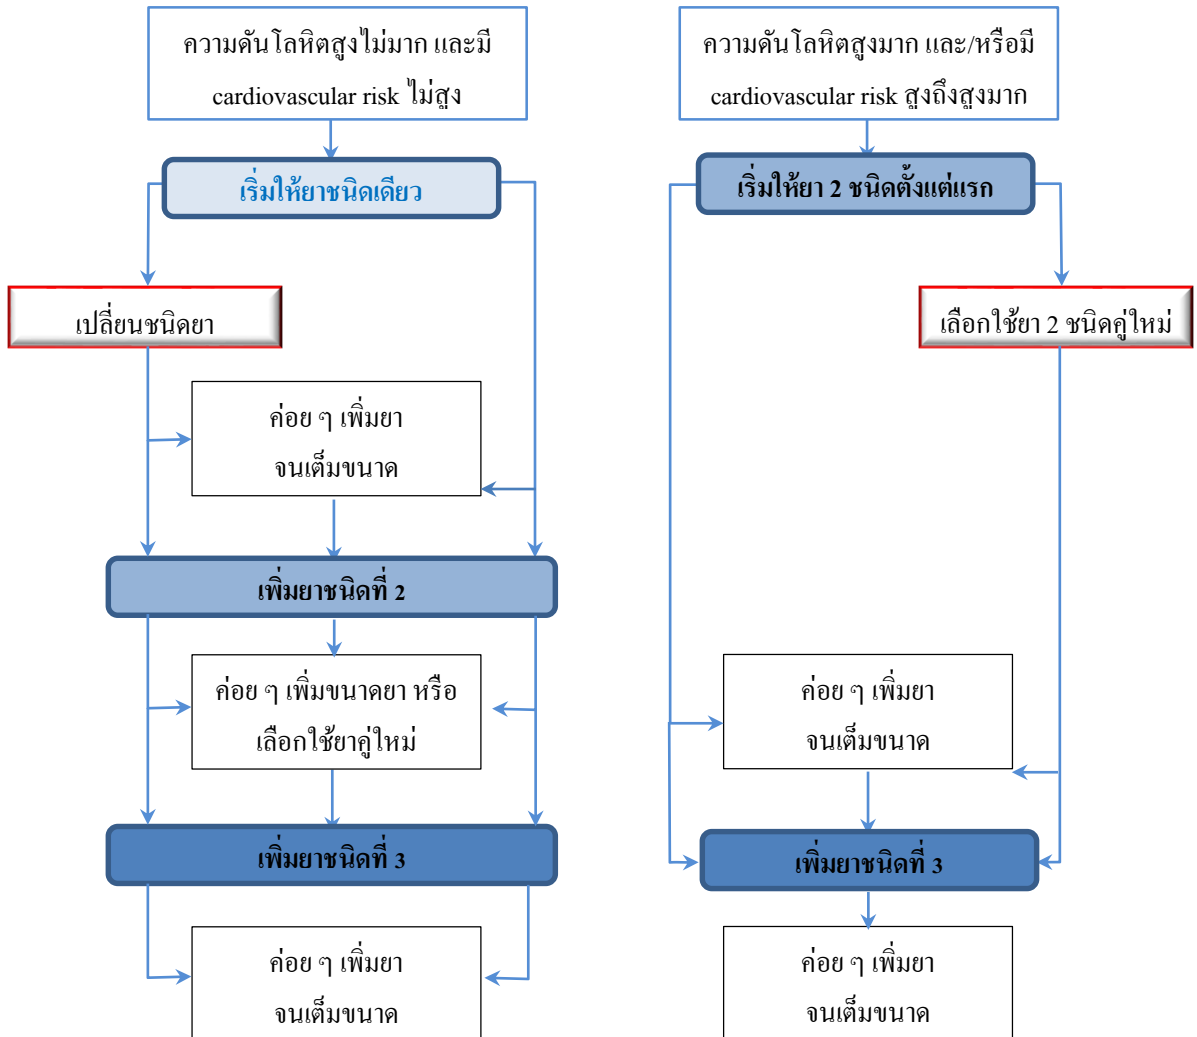 ความดันโลหิตสูงไม่มาก และมี
cardiovascular risk ไม่สูง
เริ่มให้ยาชนิดเดียว
เปลี่ยนชนิดยา
ค่อย ๆ เพิ่มยา
จนเต็มขนาด
เพิ่มยาชนิดที่ 2
ค่อย ๆ เพิ่มขนาดยา หรือ
เลือกใช้ยาคู่ใหม่
เพิ่มยาชนิดที่ 3
ค่อย ๆ เพิ่มยา
จนเต็มขนาด
ความดันโลหิตสูงมาก และ/หรือมี
cardiovascular risk สูงถึงสูงมาก
เริ่มให้ยา 2 ชนิดตั้งแต่แรก
เลือกใช้ยา 2 ชนิดคู่ใหม่
ค่อย ๆ เพิ่มยา
จนเต็มขนาด
เพิ่มยาชนิดที่ 3
ค่อย ๆ เพิ่มยา
จนเต็มขนาด